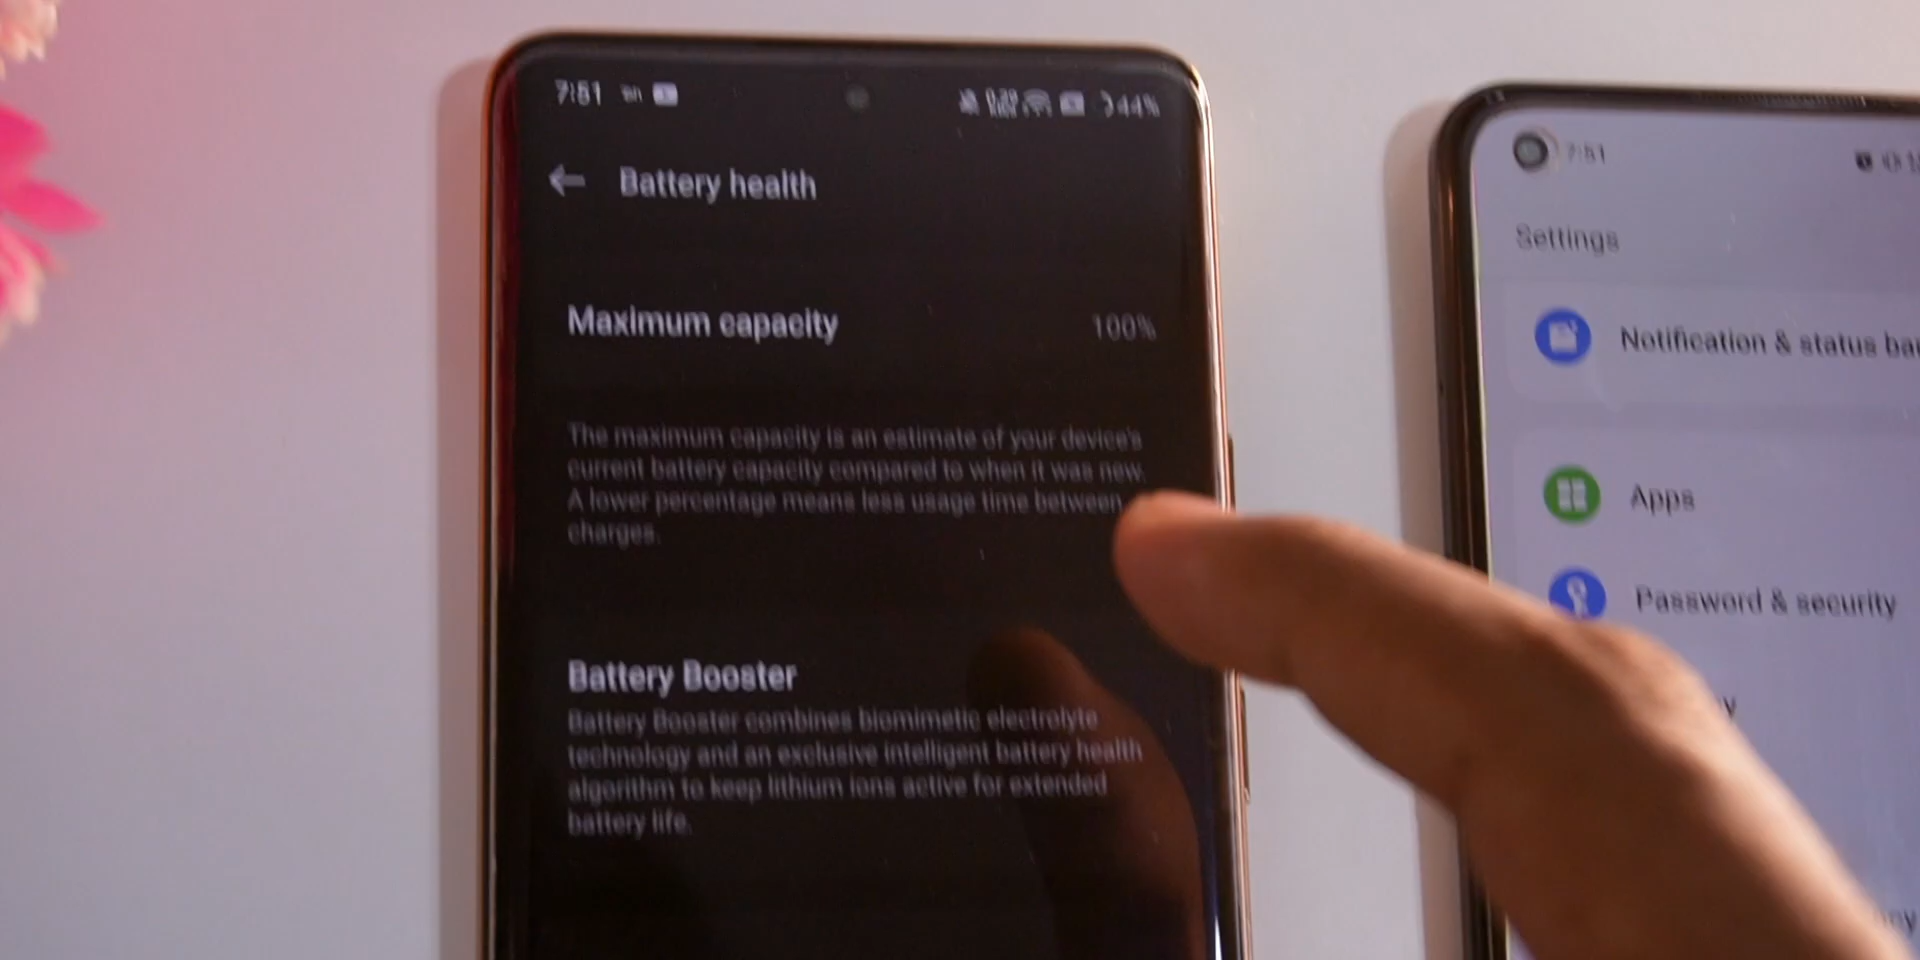 7:51
44%
Battery health
Maximum capacity
100%
The maximum capacity is an estimate of your device's
current battery capacity compared to when it was new.
A lower percentage means less usage time between
charges.
Battery Booster
Battery Booster combines biomimetic electrolyte
technology and an exclusive intelligent battery health
algorithm to keep lithium ions active for extended
battery life.
7:51
Settings
Notification & status bar
Apps
Password & security